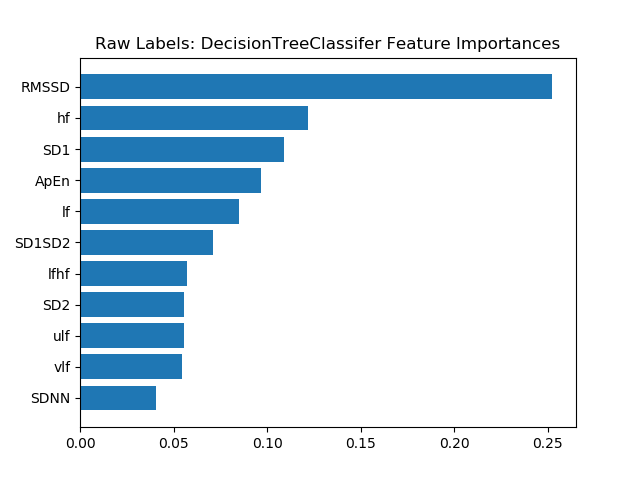 Raw Labels: DecisionTreeClassifer Feature Importances
RMSSD
hf
SD1
ApEn
lf
SD1SD2
lfhf
SD2
ulf
vlf
SDNN
0.00 0.05 0.10 0.15 0.20 0.25